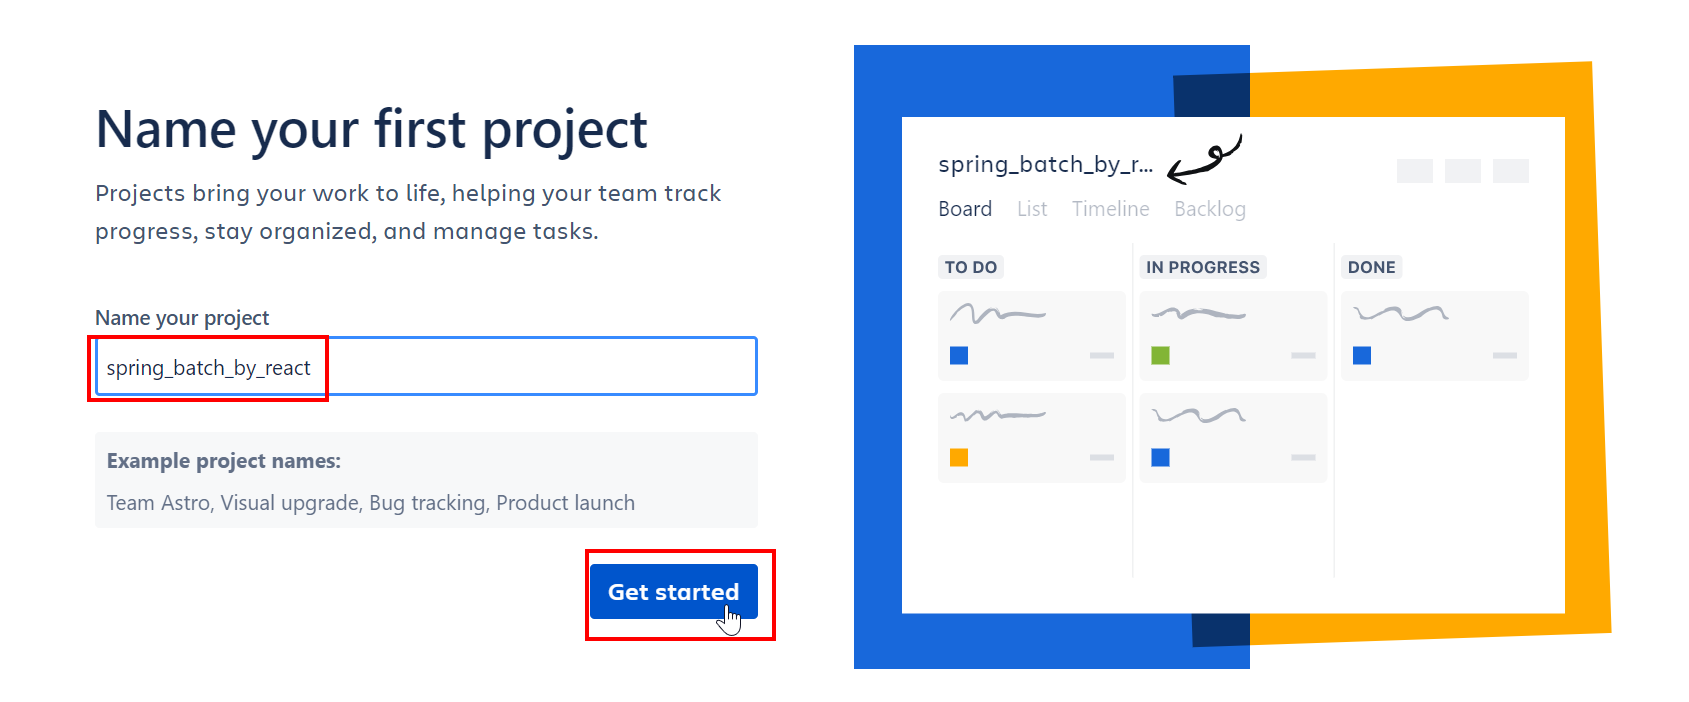 Name your first project
Projects bring your work to life, helping your team track
progress, stay organized, and manage tasks.
Name your project
spring_batch_by_react
Example project names:
Team Astro, Visual upgrade, Bug tracking, Product launch
Get started
spring_batch_by_r...
Board List Timeline Backlog
TO DO IN PROGRESS DONE